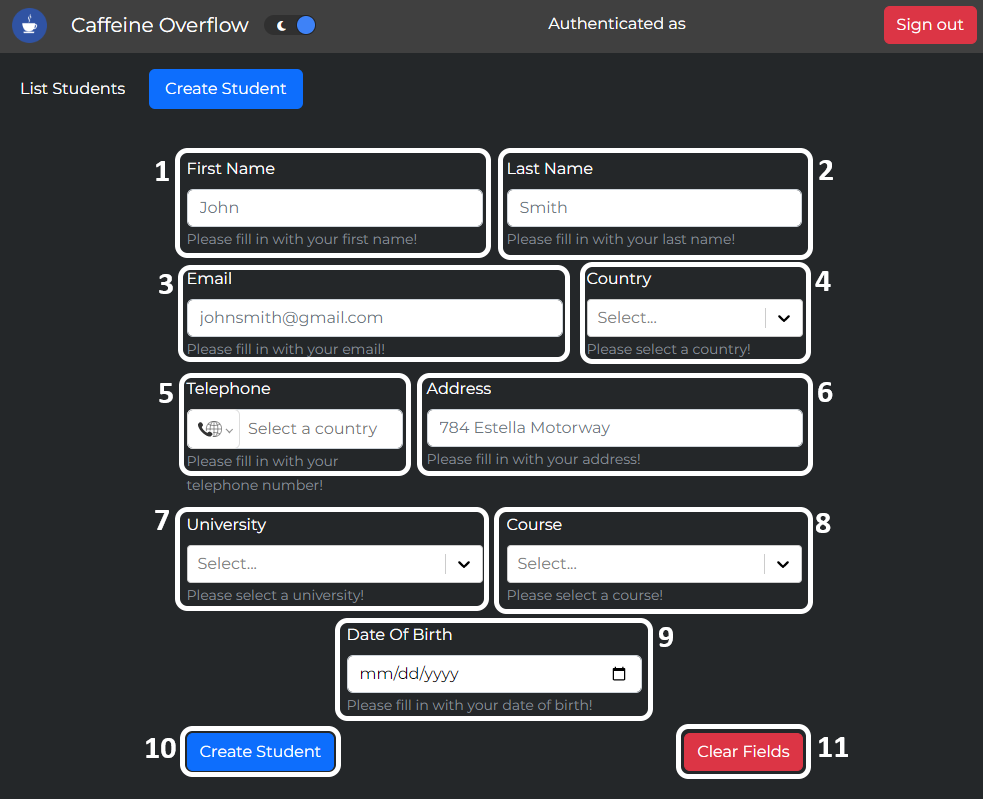 Caffeine Overflow Authenticated as Sign out
List Students Create Student
1 First Name Last Name 2
John Smith
Please fill in with your first name! Please fill in with your last name!
3 Email Country 4
johnsmith@gmail.com Select...
Please fill in with your email! Please select a country!
5 Telephone Address 6
Select a country 784 Estella Motorway
Please fill in with your Please fill in with your address!
telephone number!
7 University Course 8
Select... Select...
Please select a university! Please select a course!
Date Of Birth 9
mm/dd/yyyy
Please fill in with your date of birth!
10 Create Student Clear Fields 11